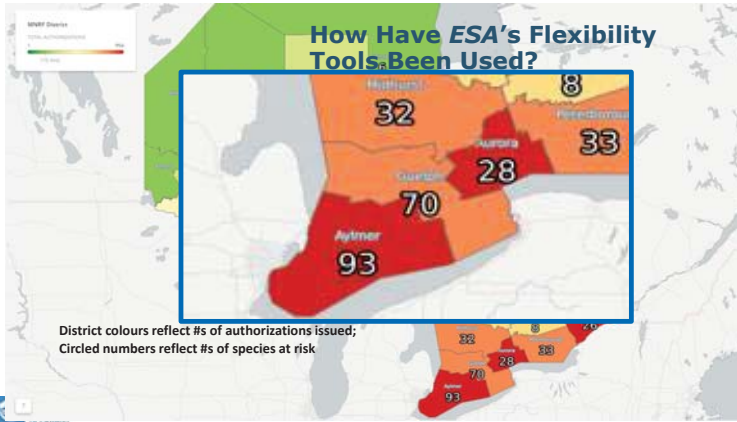 MNRF District
TOTAL AUTHORIZATIONS
How Have ESA's Flexibility
Tools Been Used?
Midhurst
32
8
Peterborough
33
Aurora
28
Guelph
70
Aylmer
93
District colours reflect #s of authorizations issued;
Circled numbers reflect #s of species at risk
8
26
32
33
28
70
Aylmer
93